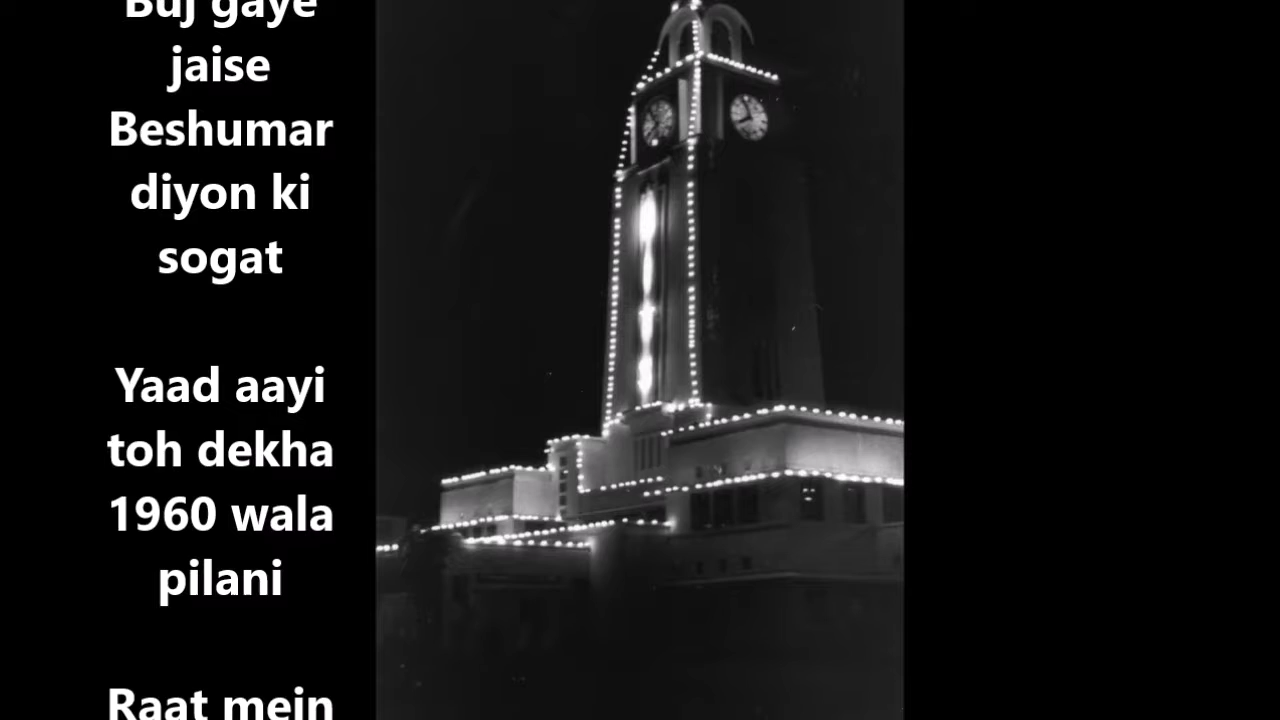 Buj gaye
jaise
Beshumar
diyon ki
sogat
Yaad aayi
toh dekha
1960 wala
pilani
Raat mein